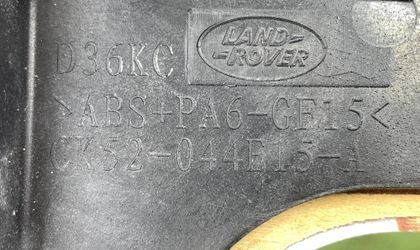 LAND-
-ROVER
D36KC
>ABS+PA6-GF15<
CK52-044E15-A